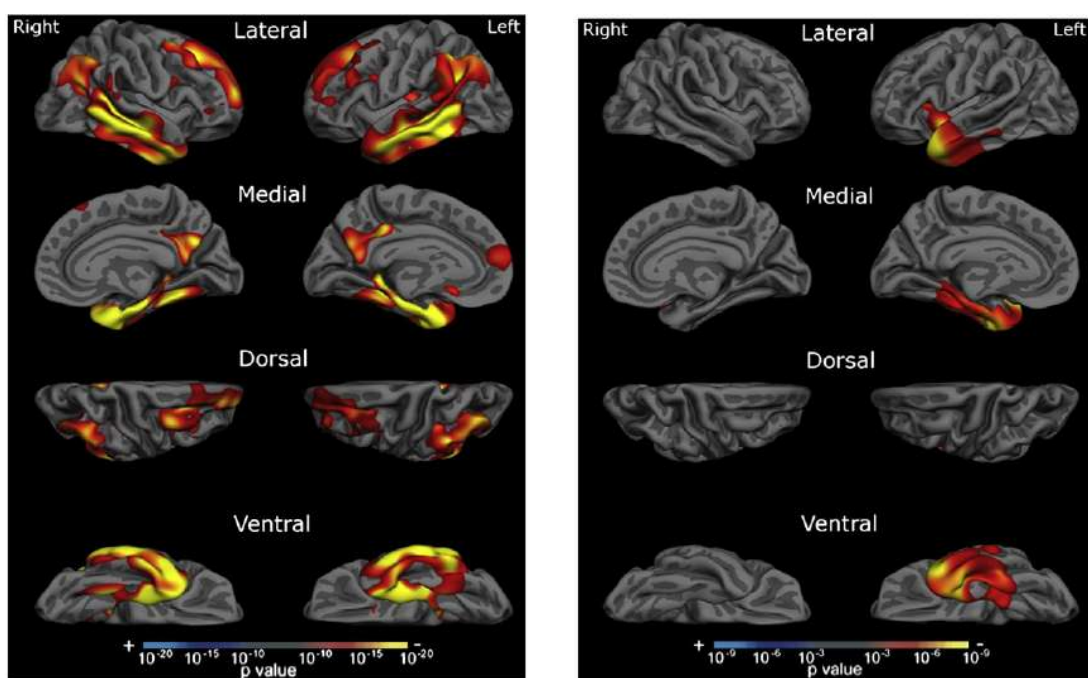 Right Lateral Left
Medial
Dorsal
Ventral
+ -
10-20 10-15 10-10 10-10 10-15 10-20
p value
Right Lateral Left
Medial
Dorsal
Ventral
+ -
10-9 10-6 10-3 10-3 10-6 10-9
p value